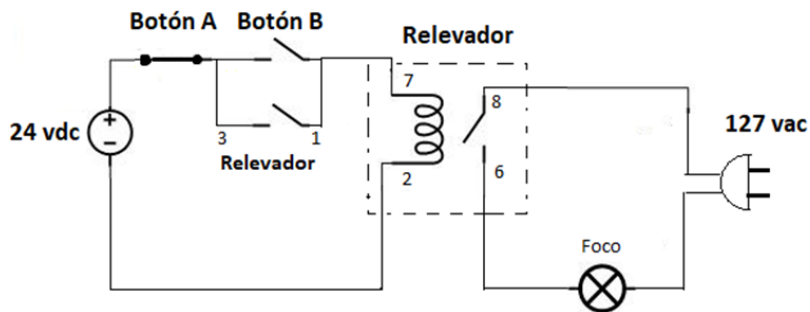 Botón A
Botón B
Relevador
7
8
24 vdc
+
−
127 vac
3
1
Relevador
2
6
Foco